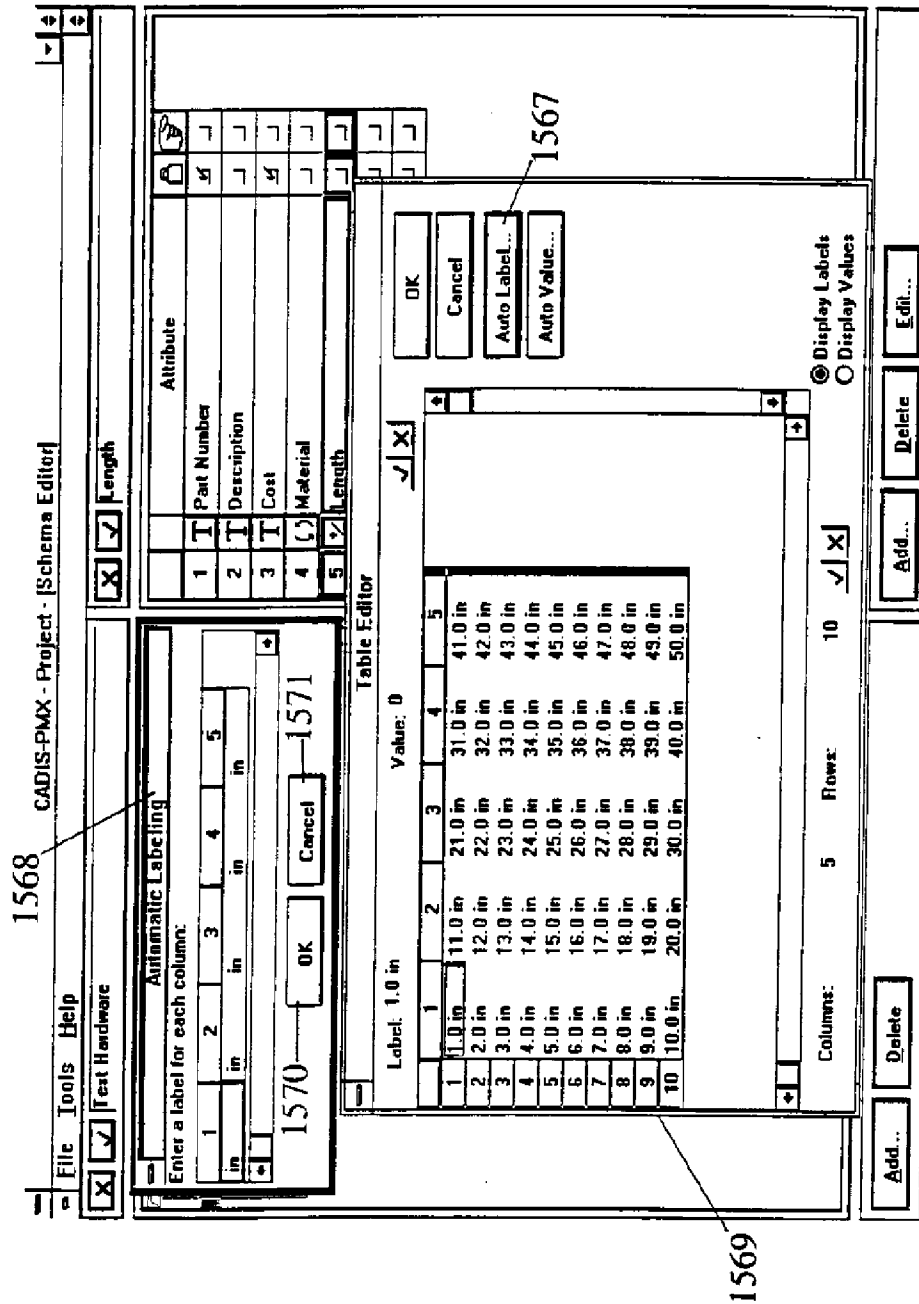 1568
CADIS-PMX - Project - [Schema Editor]
File Tools Help
Test Hardware
Length
Automatic Labeling
Enter a label for each column:
1 2 3 4 5
in in in in in
1570
OK
Cancel
1571
Attribute
1 T Part Number
2 T Description
3 T Cost
4 Material
5 Length
Table Editor
Label: 1.0 in
Value: 0
1 2 3 4 5
1 1.0 in 11.0 in 21.0 in 31.0 in 41.0 in
2 2.0 in 12.0 in 22.0 in 32.0 in 42.0 in
3 3.0 in 13.0 in 23.0 in 33.0 in 43.0 in
4 4.0 in 14.0 in 24.0 in 34.0 in 44.0 in
5 5.0 in 15.0 in 25.0 in 35.0 in 45.0 in
6 6.0 in 16.0 in 26.0 in 36.0 in 46.0 in
7 7.0 in 17.0 in 27.0 in 37.0 in 47.0 in
8 8.0 in 18.0 in 28.0 in 38.0 in 48.0 in
9 9.0 in 19.0 in 29.0 in 39.0 in 49.0 in
10 10.0 in 20.0 in 30.0 in 40.0 in 50.0 in
OK
Cancel
Auto Label...
Auto Value...
1567
Columns: 5 Rows: 10
Display Labels
Display Values
1569
Add...
Delete
Add...
Delete
Edit...